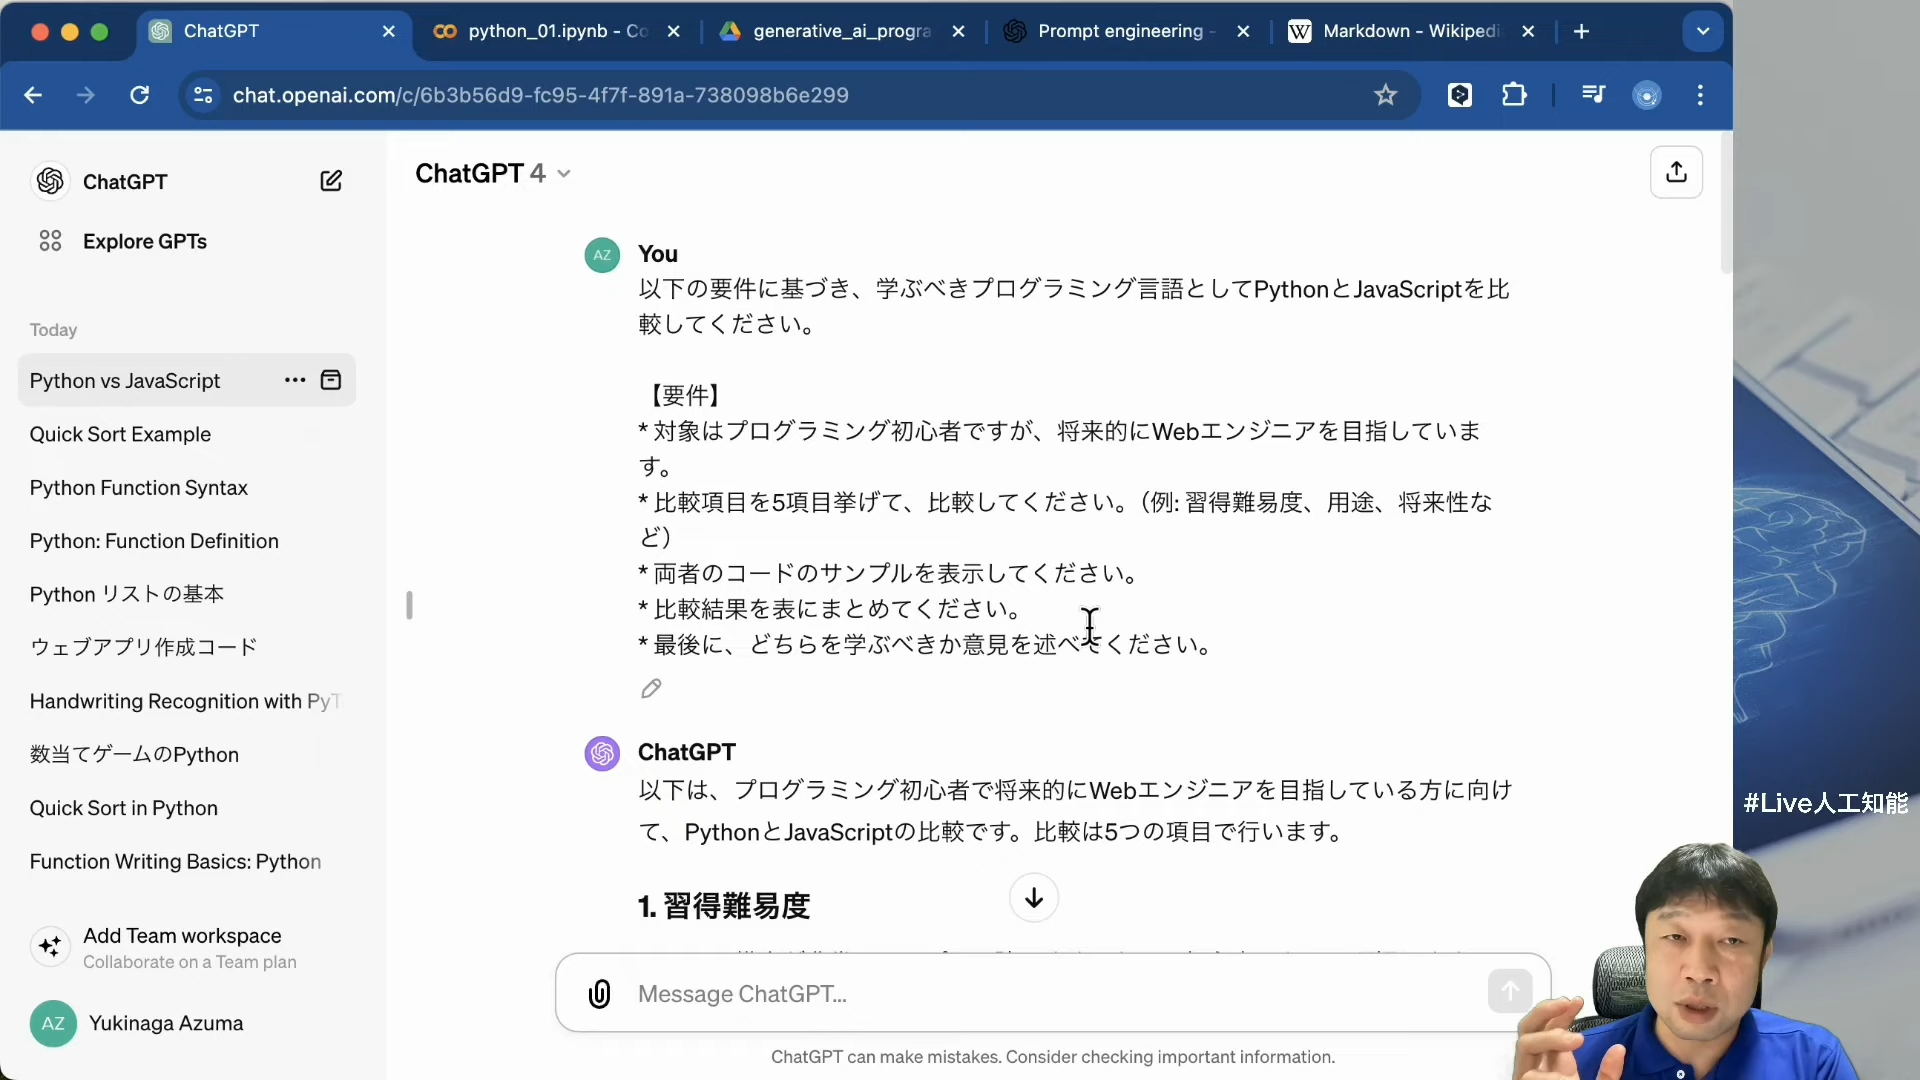 ChatGPT
python_01.ipynb - Co
generative_ai_progra
Prompt engineering -
Markdown - Wikipedi
chat.openai.com/c/6b3b56d9-fc95-4f7f-891a-738098b6e299
ChatGPT
Explore GPTs
Today
Python vs JavaScript
Quick Sort Example
Python Function Syntax
Python: Function Definition
Python リストの基本
ウェブアプリ作成コード
Handwriting Recognition with PyT
数当てゲームのPython
Quick Sort in Python
Function Writing Basics: Python
Add Team workspace
Collaborate on a Team plan
AZ
Yukinaga Azuma
ChatGPT 4
AZ
You
以下の要件に基づき、学ぶべきプログラミング言語としてPythonとJavaScriptを比
較してください。
【要件】
* 対象はプログラミング初心者ですが、将来的にWebエンジニアを目指していま
す。
* 比較項目を5項目挙げて、比較してください。（例: 習得難易度、用途、将来性な
ど）
* 両者のコードのサンプルを表示してください。
* 比較結果を表にまとめてください。
* 最後に、どちらを学ぶべきか意見を述べてください。
ChatGPT
以下は、プログラミング初心者で将来的にWebエンジニアを目指している方に向け
て、PythonとJavaScriptの比較です。比較は5つの項目で行います。
1. 習得難易度
Message ChatGPT...
ChatGPT can make mistakes. Consider checking important information.
#Live人工知能